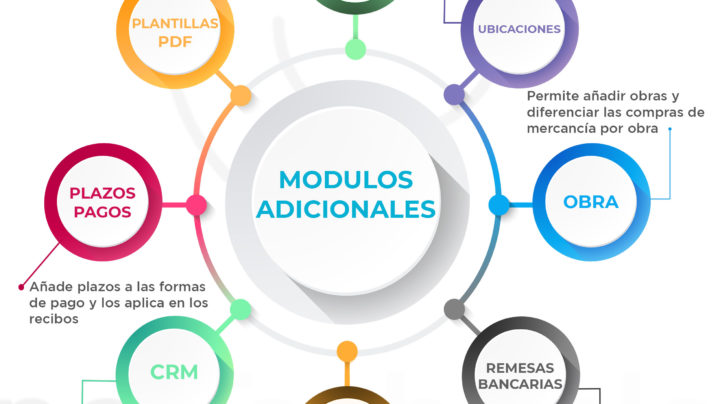 PLANTILLAS
PDF
UBICACIONES
Permite añadir obras y
diferenciar las compras de
mercancía por obra
MODULOS
ADICIONALES
PLAZOS
PAGOS
OBRA
Añade plazos a las formas
de pago y los aplica en los
recibos
CRM
REMESAS
BANCARIAS